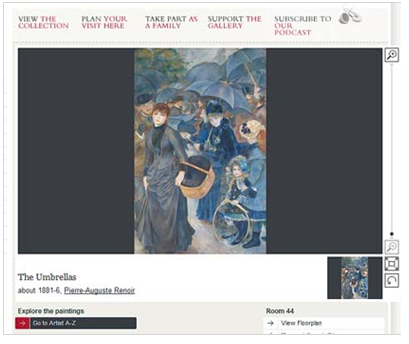 VIEW THE COLLECTION
PLAN YOUR VISIT HERE
TAKE PART AS A FAMILY
SUPPORT THE GALLERY
SUBSCRIBE TO OUR PODCAST
The Umbrellas
about 1881-6, Pierre-Auguste Renoir
Explore the paintings
Go to Artist A-Z
Room 44
View Floorplan